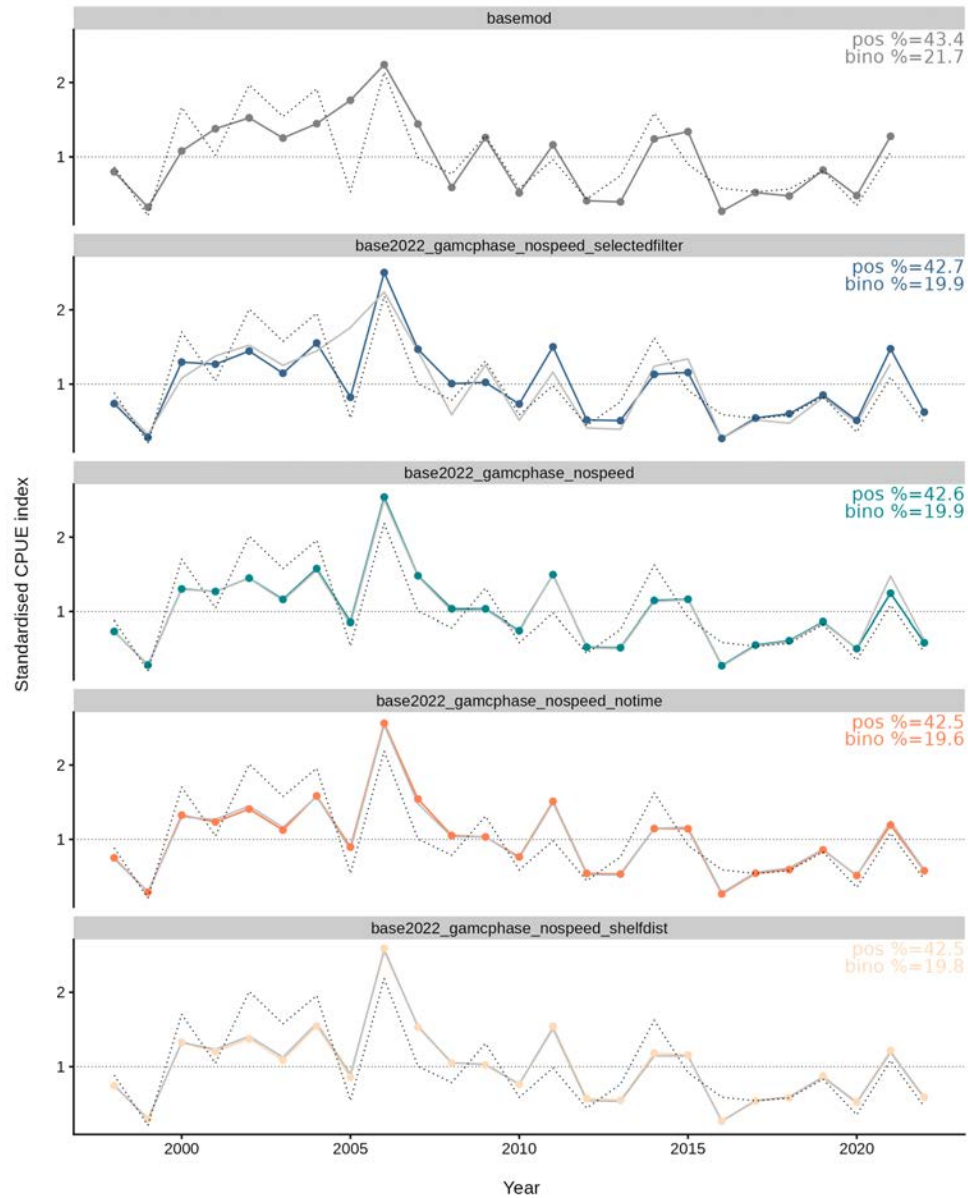 basemod
pos %=43.4
bino %=21.7
2
1
base2022_gamcphase_nospeed_selectedfilter
pos %=42.7
bino %=19.9
2
1
base2022_gamcphase_nospeed
pos %=42.6
bino %=19.9
2
1
Standardised CPUE index
base2022_gamcphase_nospeed_notime
pos %=42.5
bino %=19.6
2
1
base2022_gamcphase_nospeed_shelfdist
pos %=42.5
bino %=19.8
2
1
2000 2005 2010 2015 2020
Year